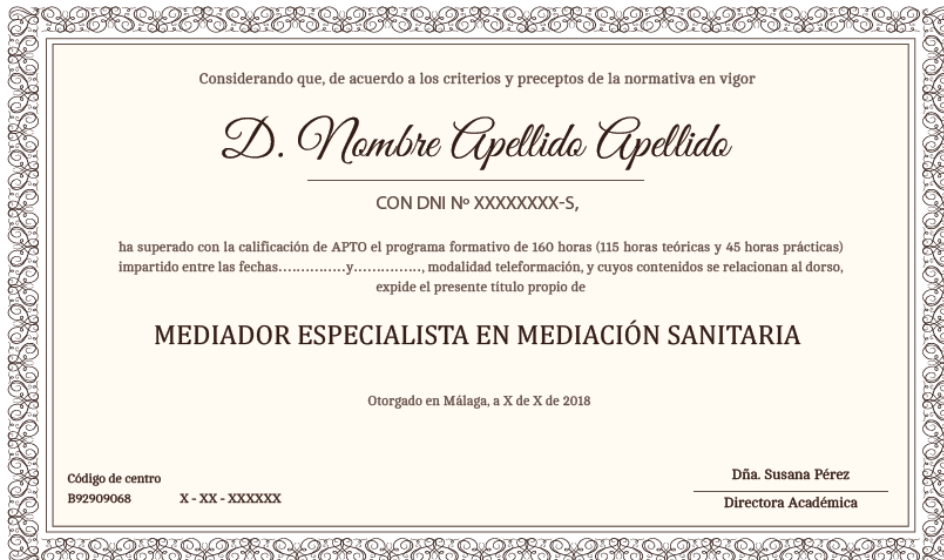 Considerando que, de acuerdo a los criterios y preceptos de la normativa en vigor
D. Nombre Apellido Apellido
CON DNI Nº XXXXXXXX-S,
ha superado con la calificación de APTO el programa formativo de 160 horas (115 horas teóricas y 45 horas prácticas)
impartido entre las fechas...............y..............., modalidad teleformación, y cuyos contenidos se relacionan al dorso,
expide el presente título propio de
MEDIADOR ESPECIALISTA EN MEDIACIÓN SANITARIA
Otorgado en Málaga, a X de X de 2018
Código de centro
B92909068 X - XX - XXXXXX
Dña. Susana Pérez
Directora Académica